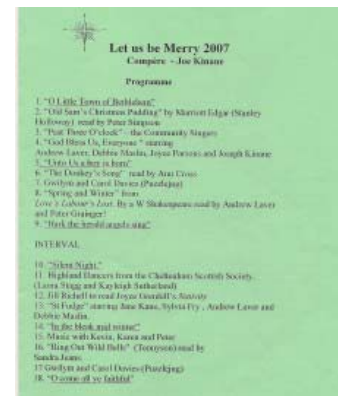 Let us be Merry 2007
Compère - Joe Kinane
Programme
1. "O Little Town of Bethlehem"
2. "Old Sam's Christmas Pudding" by Marriott Edgar (Stanley
Holloway) read by Peter Simpson
3. "Past Three O'clock" - the Community Singers
4. "God Bless Us, Everyone" starring
Andrew Laver, Debbie Maslin, Joyce Parsons and Joseph Kinane
5. "Unto Us a boy is born"
6. "The Donkey's Song" read by Ann Cross
7. Gwilym and Carol Davies (Puzzlejug)
8. "Spring and Winter" from
Love's Labour's Lost. By a W Shakespeare read by Andrew Laver
and Peter Grainger!
9. "Hark the herald angels sing"
INTERVAL
10. "Silent Night."
11. Highland Dancers from the Cheltenham Scottish Society.
(Laura Stagg and Kayleigh Sutherland)
12. Jill Richell to read Joyce Grenfell's Nativity
13. "St Fudge" starring Jane Kane, Sylvia Fry, Andrew Laver and
Debbie Maslin.
14. "In the bleak mid winter"
15. Music with Kevin, Karen and Peter
16. "Ring Out Wild Bells" (Tennyson) read by
Sandra Jeans
17 Gwilym and Carol Davies (Puzzlejug)
18. "O come all ye faithful"